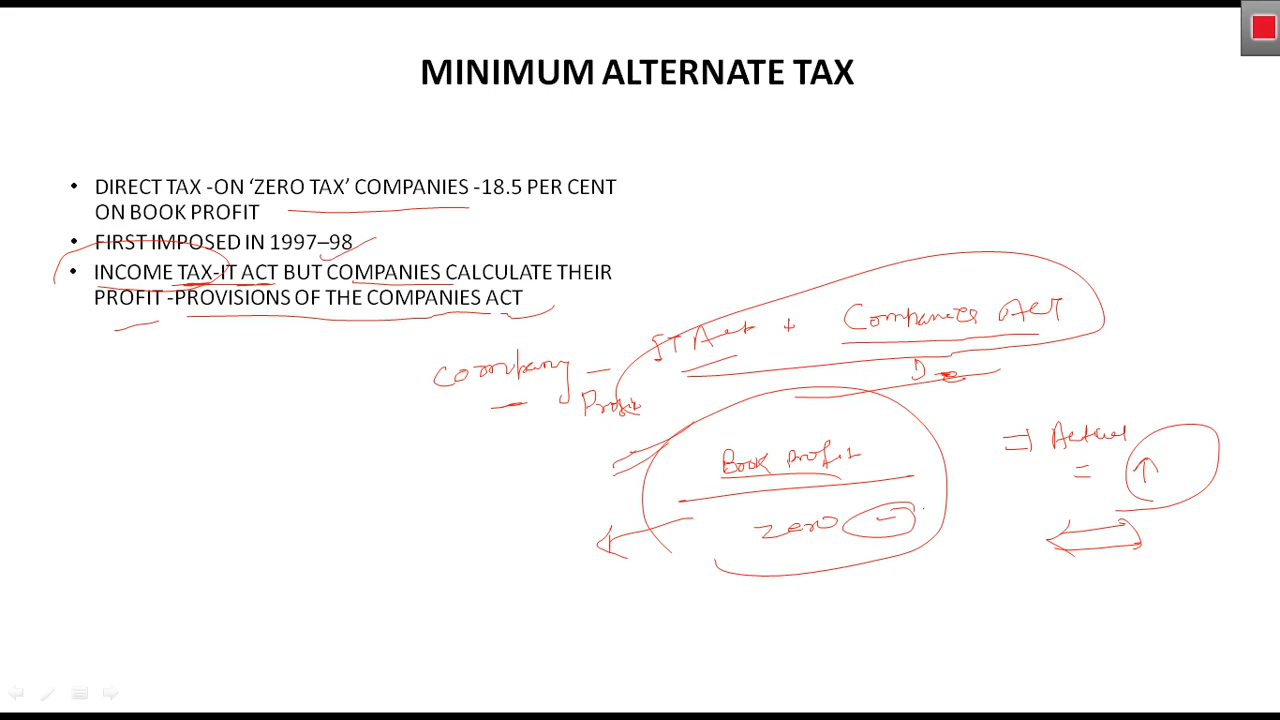 MINIMUM ALTERNATE TAX
• DIRECT TAX -ON ‘ZERO TAX’ COMPANIES -18.5 PER CENT
ON BOOK PROFIT
• FIRST IMPOSED IN 1997–98
• INCOME TAX-IT ACT BUT COMPANIES CALCULATE THEIR
PROFIT -PROVISIONS OF THE COMPANIES ACT
IT Act + Companies Act
company –
Profit
Book profit
zero